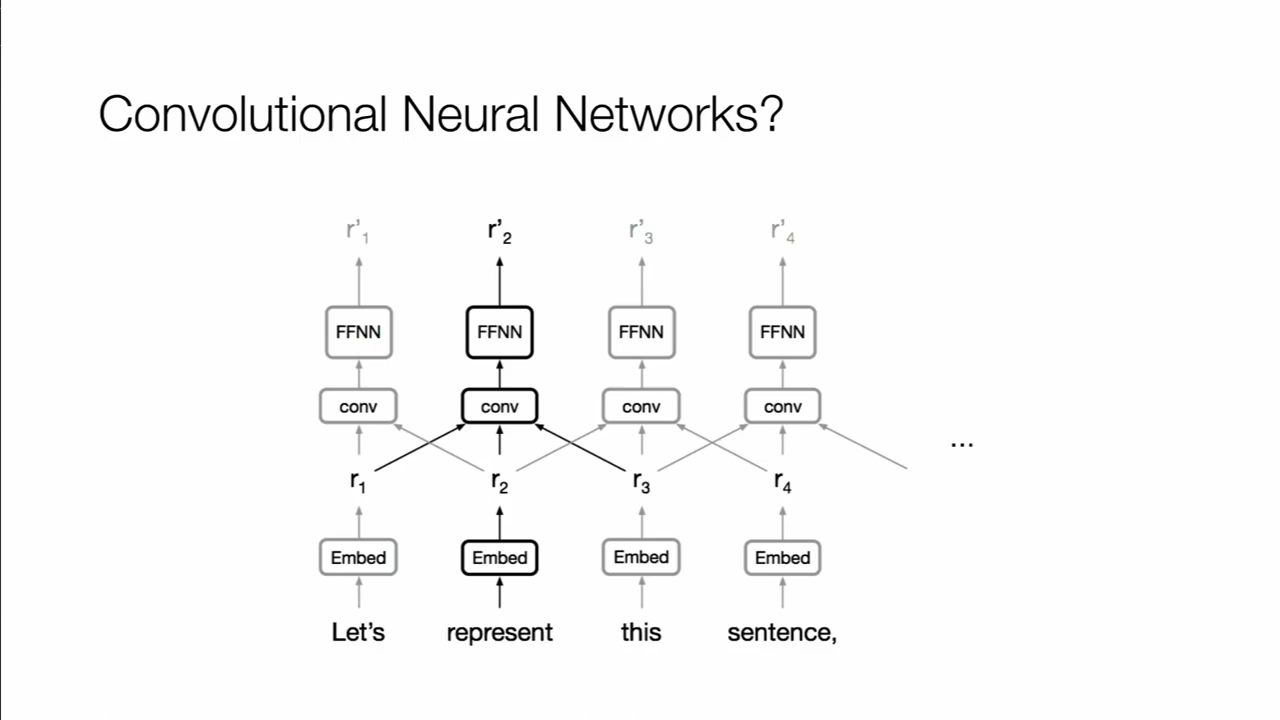 Convolutional Neural Networks?
r'1 r'2 r'3 r'4
FFNN FFNN FFNN FFNN
conv conv conv conv
...
r1 r2 r3 r4
Embed Embed Embed Embed
Let's represent this sentence,